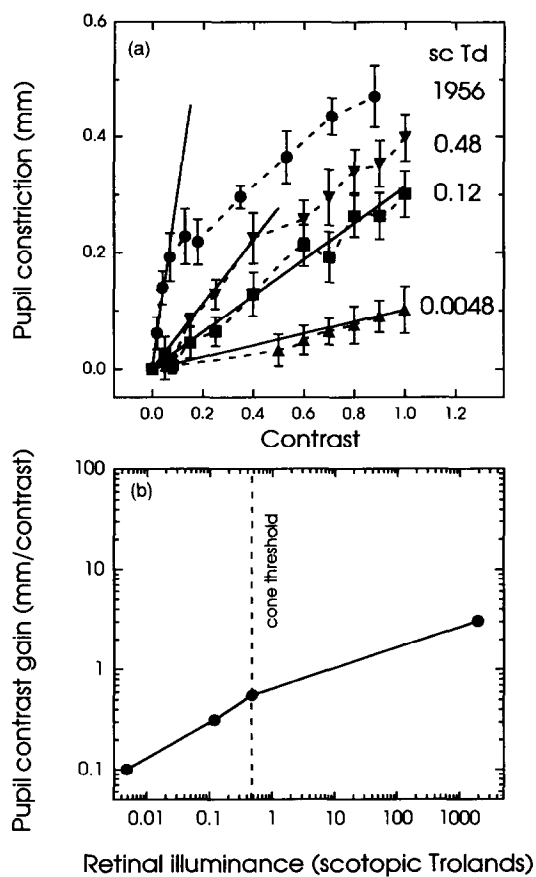 0.6
(a)
sc Td
1956
0.48
0.12
0.0048
0.4
0.2
0.0
Pupil constriction (mm)
0.0 0.2 0.4 0.6 0.8 1.0 1.2
Contrast
100
(b)
10
1
0.1
Pupil contrast gain (mm/contrast)
cone threshold
0.01 0.1 1 10 100 1000
Retinal illuminance (scotopic Trolands)